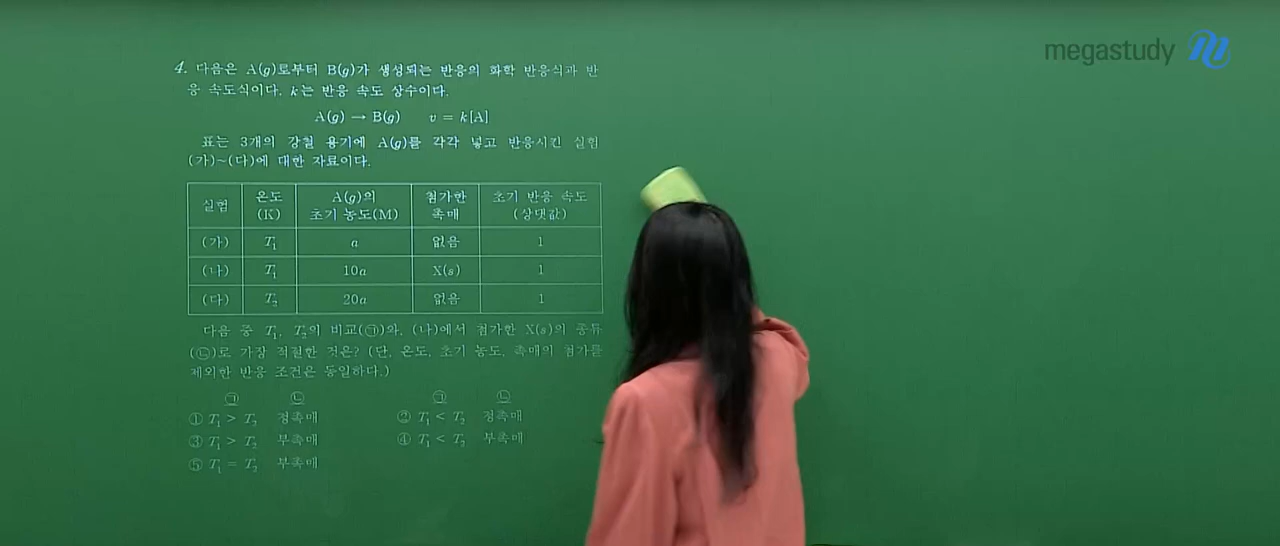 megastudy
4. 다음은 A(g)로부터 B(g)가 생성되는 반응의 화학 반응식과 반
응 속도식이다. k는 반응 속도 상수이다.
A(g) → B(g) v = k[A]
표는 3개의 강철 용기에 A(g)를 각각 넣고 반응시킨 실험
(가)~(다)에 대한 자료이다.
실험 온도(K) A(g)의 초기 농도(M) 첨가한 촉매 초기 반응 속도(상댓값)
(가) T₁ a 없음 1
(나) T₁ 10a X(s) 1
(다) T₂ 20a 없음 1
다음 중 T₁, T₂의 비교(㉠)와, (나)에서 첨가한 X(s)의 종류
(㉡)로 가장 적절한 것은? (단, 온도, 초기 농도, 촉매의 첨가를
제외한 반응 조건은 동일하다.)
㉠ ㉡ ㉠ ㉡
① T₁ > T₂ 정촉매 ② T₁ < T₂ 정촉매
③ T₁ > T₂ 부촉매 ④ T₁ < T₂ 부촉매
⑤ T₁ = T₂ 부촉매